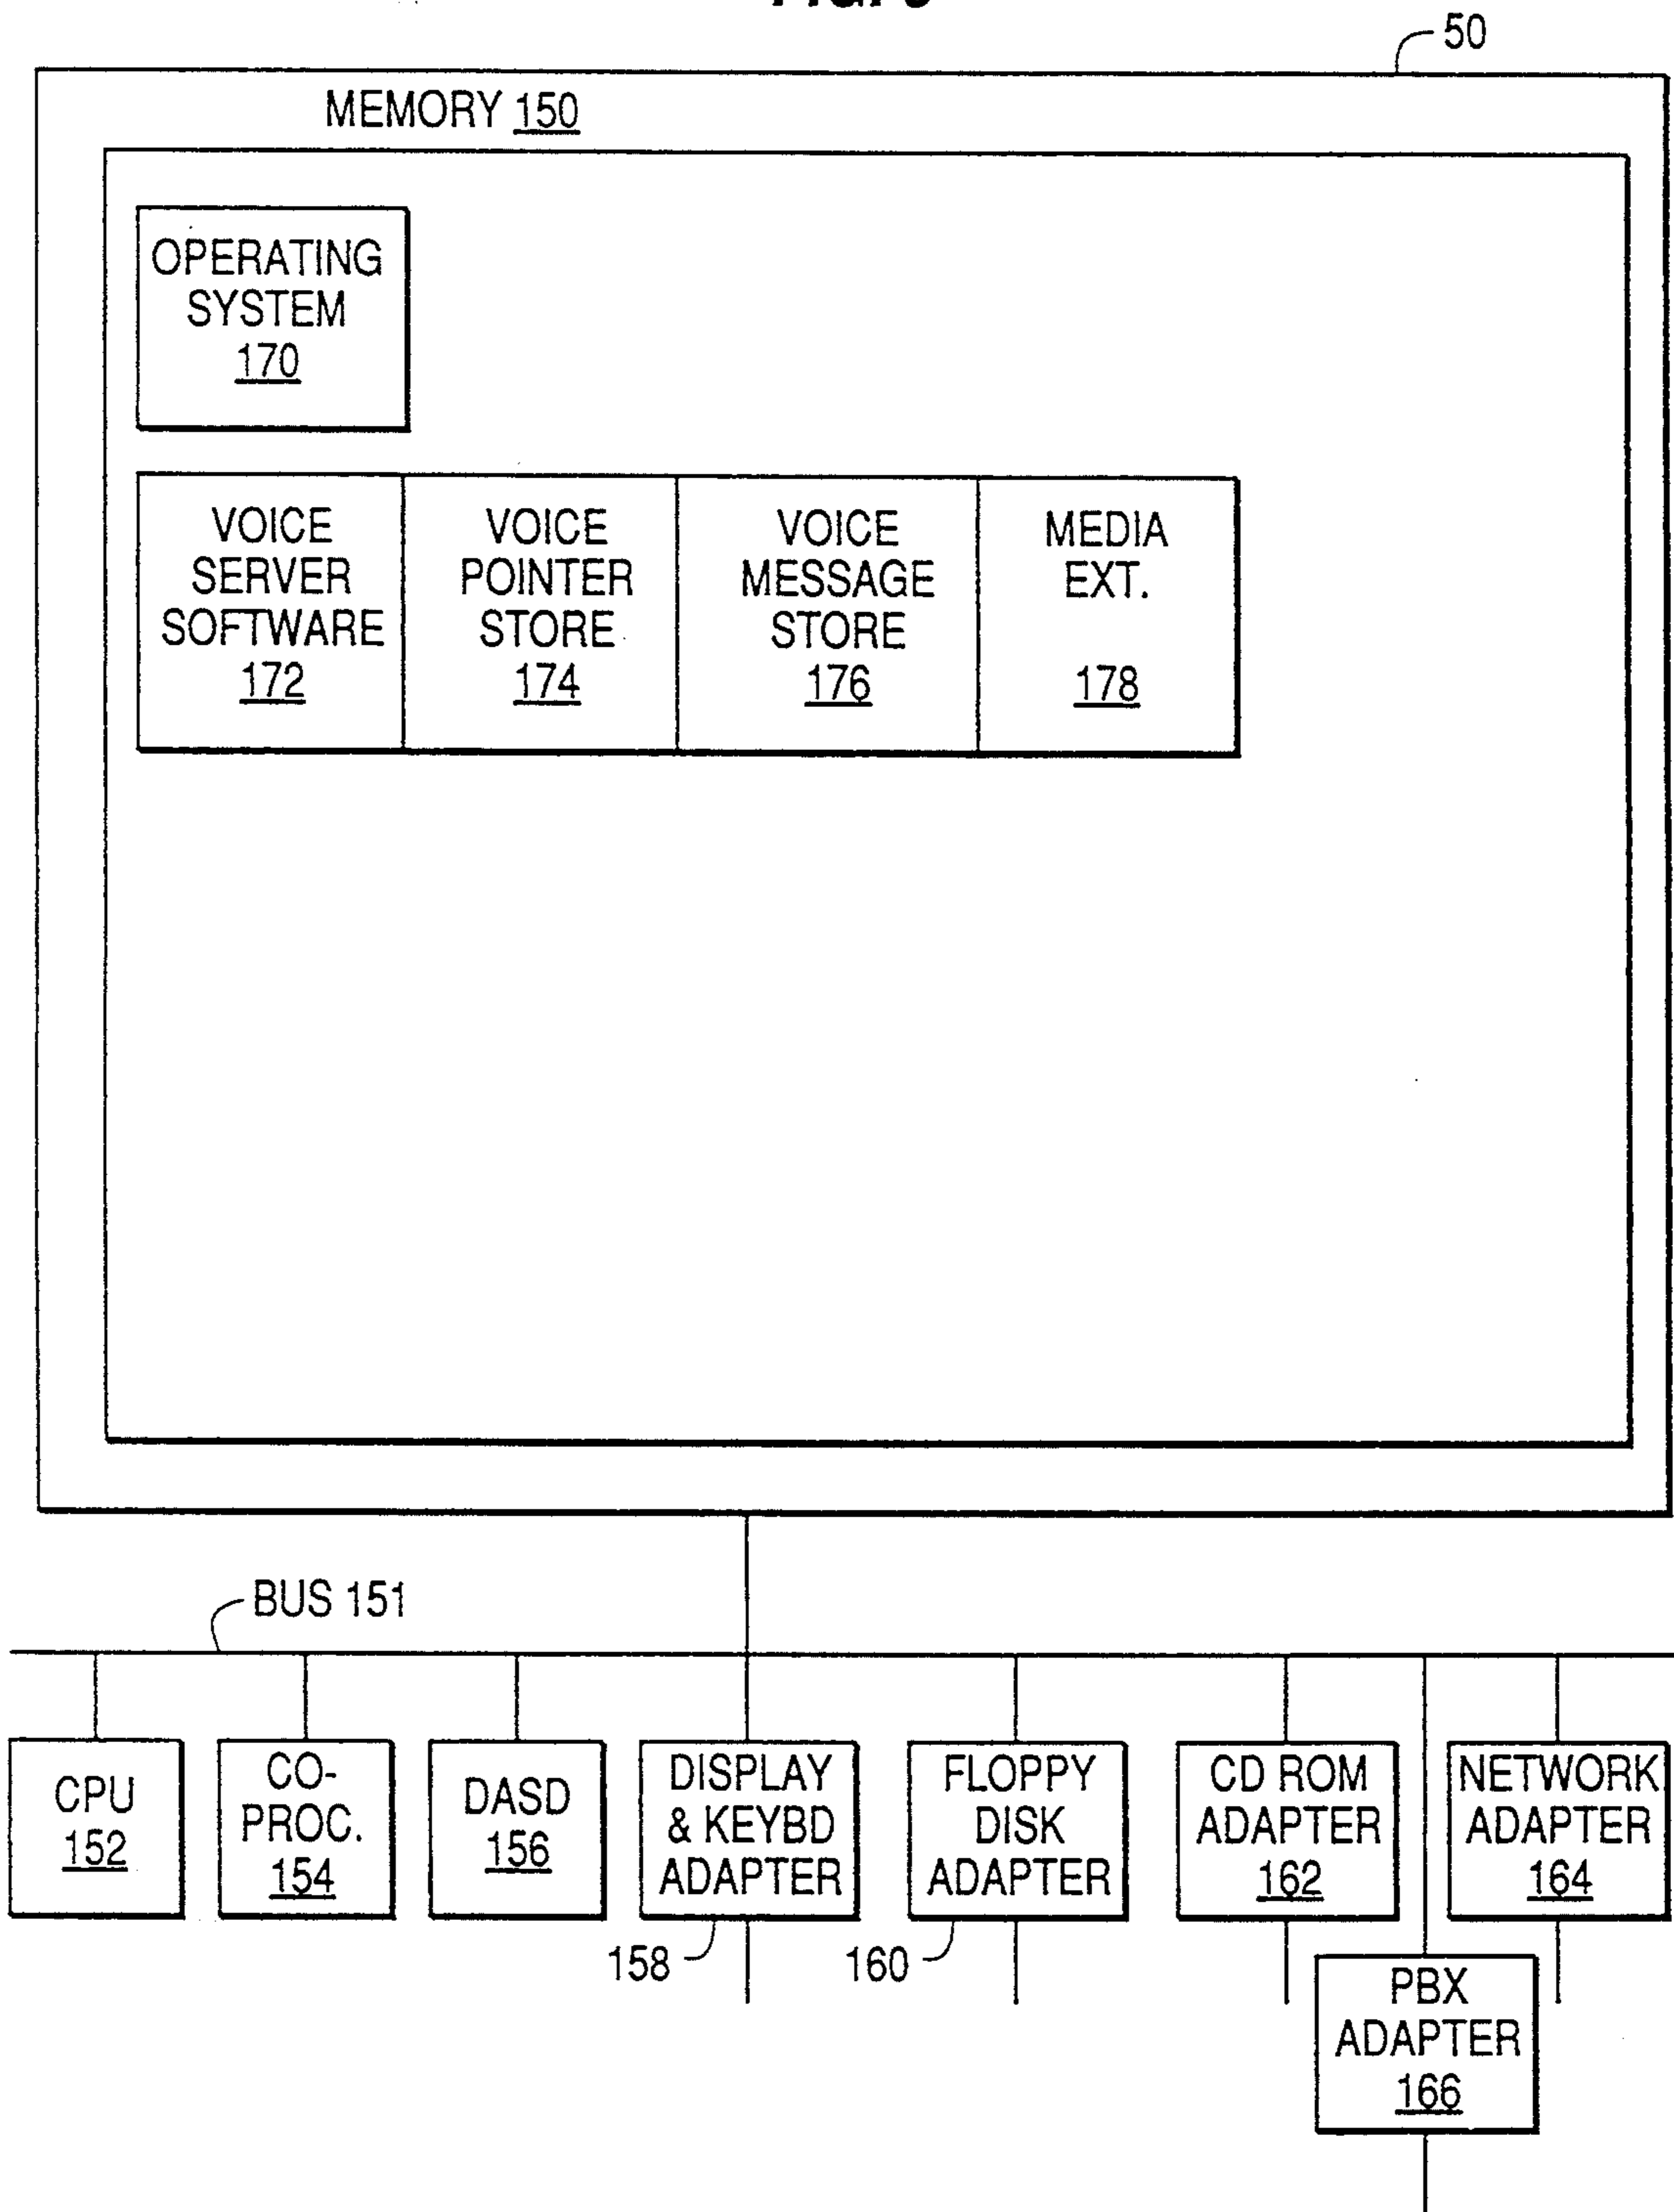 50
MEMORY 150
OPERATING
SYSTEM
170
VOICE
SERVER
SOFTWARE
172
VOICE
POINTER
STORE
174
VOICE
MESSAGE
STORE
176
MEDIA
EXT.
178
BUS 151
CPU
152
CO-
PROC.
154
DASD
156
DISPLAY
& KEYBD
ADAPTER
158
FLOPPY
DISK
ADAPTER
160
CD ROM
ADAPTER
162
NETWORK
ADAPTER
164
PBX
ADAPTER
166